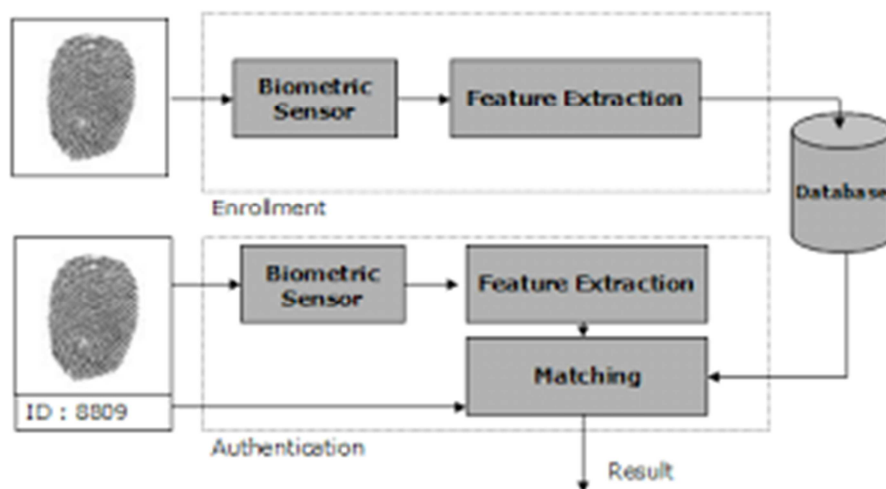 Biometric
Sensor
Feature Extraction
Database
Enrollment
Biometric
Sensor
Feature Extraction
Matching
ID : 8809
Authentication
Result